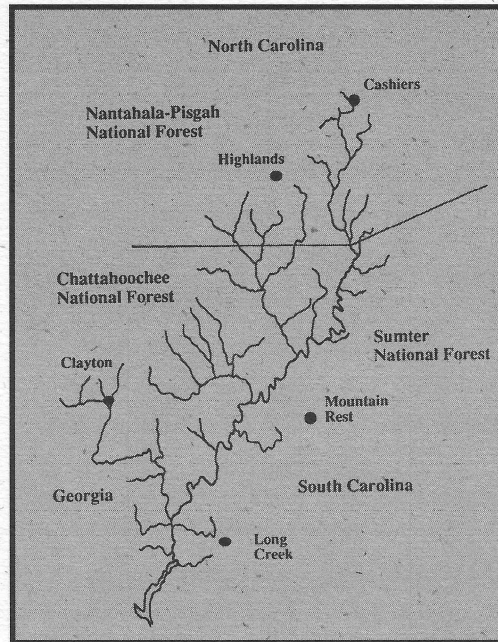 North Carolina
Cashiers
Nantahala-Pisgah
National Forest
Highlands
Chattahoochee
National Forest
Sumter
National Forest
Clayton
Mountain
Rest
Georgia
South Carolina
Long
Creek